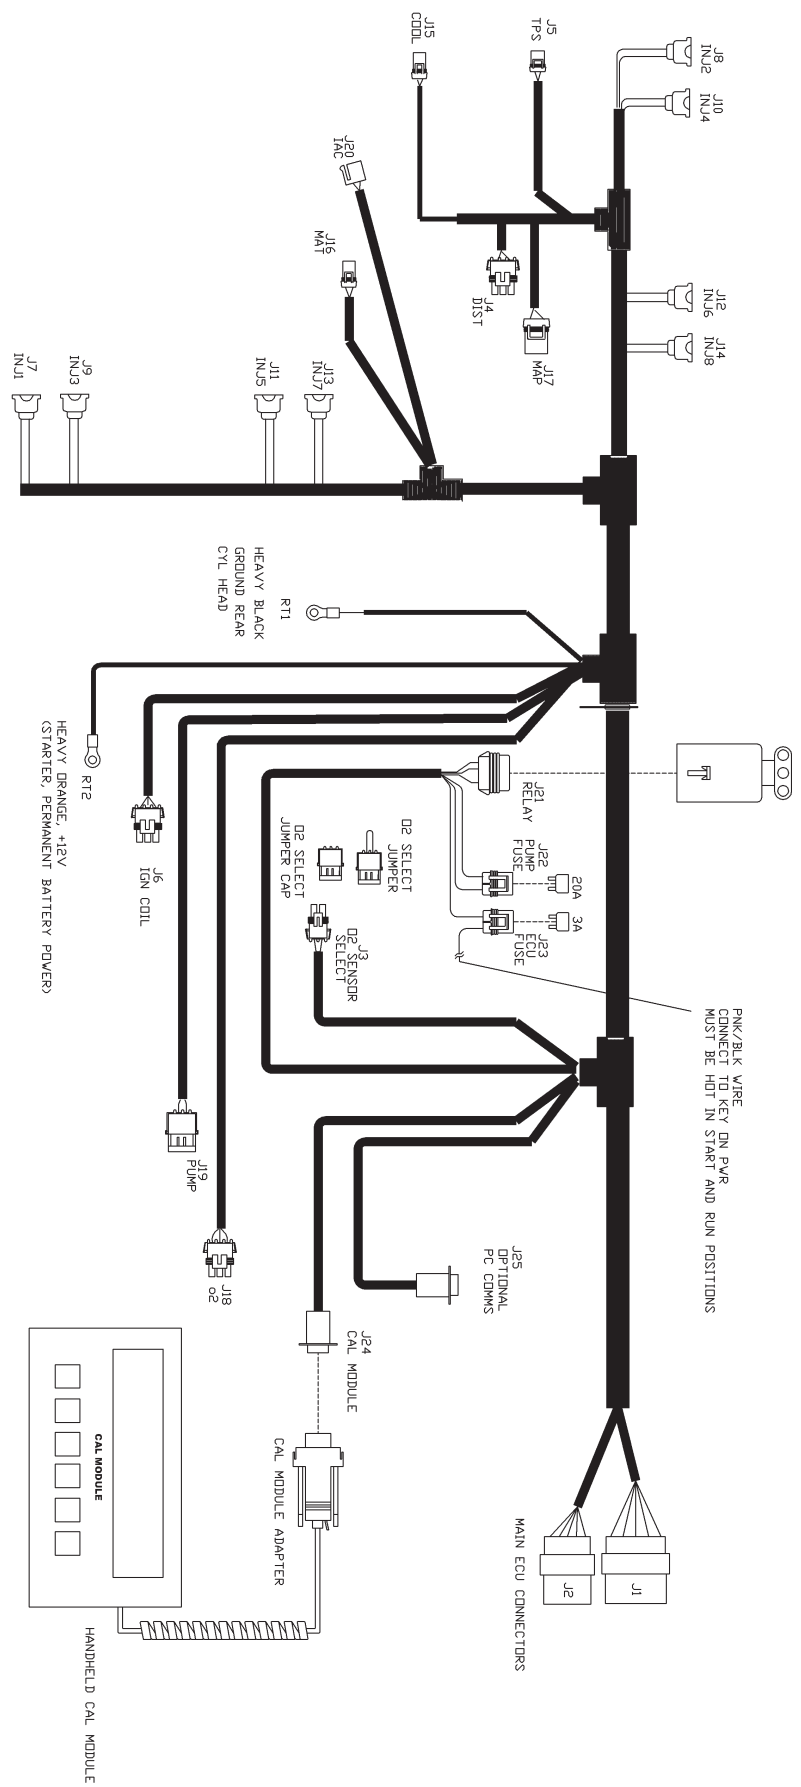 J8
INJ2
J10
INJ4
J5
TPS
J15
COOL
J20
IAC
J16
MAT
J4
DIST
J17
MAP
J12
INJ6
J14
INJ8
J7
INJ1
J9
INJ3
J11
INJ5
J13
INJ7
HEAVY BLACK
GROUND REAR
CYL HEAD
RT1
RT2
HEAVY ORANGE, +12V
(STARTER, PERMANENT BATTERY POWER)
J6
IGN COIL
J21
RELAY
J22
PUMP
FUSE
20A
J23
ECU
FUSE
3A
O2 SELECT
JUMPER
O2 SELECT
JUMPER CAP
J3
O2 SENSOR
SELECT
PNK/BLK WIRE
CONNECT TO KEY ON PWR
MUST BE HOT IN START AND RUN POSITIONS
J19
PUMP
J18
o2
J25
OPTIONAL
PC COMMS
J24
CAL MODULE
CAL MODULE ADAPTER
CAL MODULE
HANDHELD CAL MODULE
MAIN ECU CONNECTORS
J1
J2